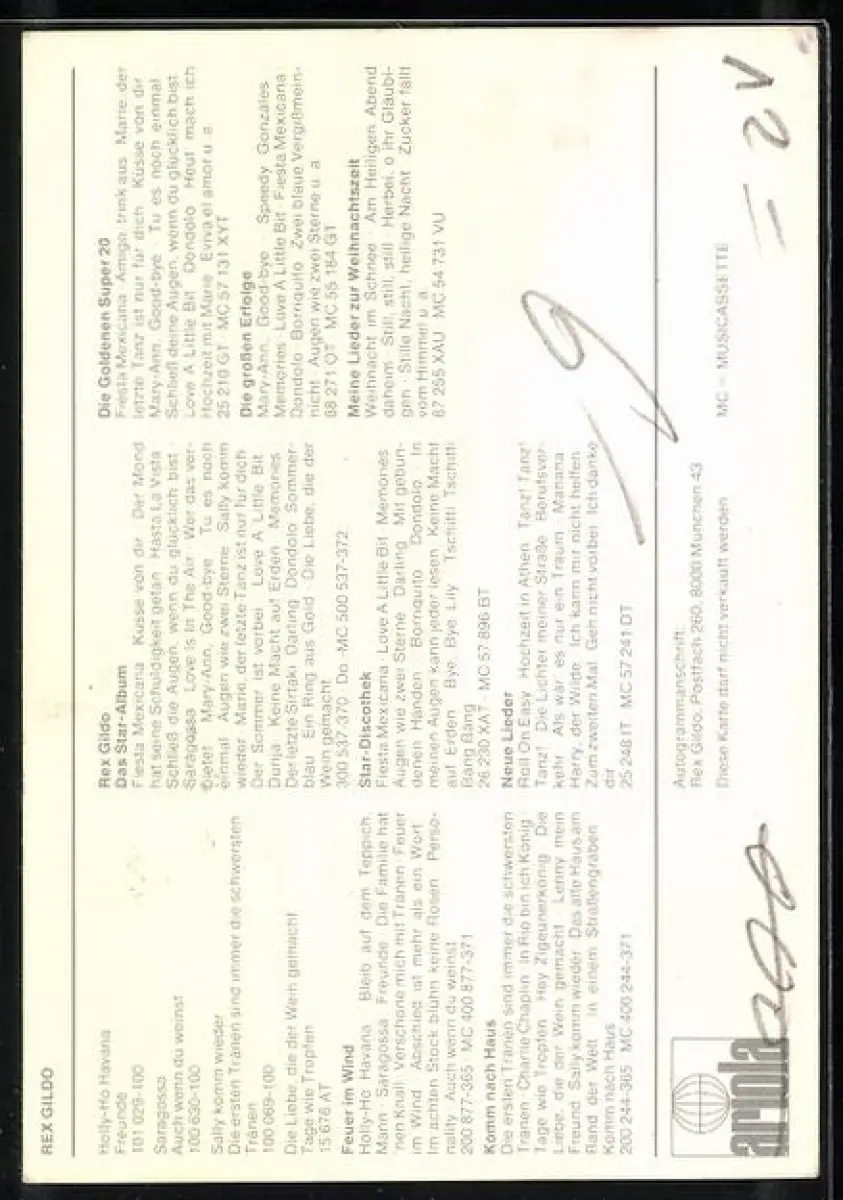 REX GILDO
Holly-Ho Havana
Freunde
101 029-100
Saragossa
Auch wenn du weinst
100 630-100
Sally komm wieder
Die ersten Tränen sind immer die schwersten
Tränen
100 069-100
Die Liebe, die der Wein gemacht
Tage wie Tropfen
15 676 AT
Feuer im Wind
Holly-Ho Havana · Bleib auf dem Teppich,
Mann · Saragossa · Freunde · Die Familie hat
'nen Knall · Verschone mich mit Tränen · Feuer
im Wind · Abschied ist mehr als ein Wort ·
Im achten Stock blühn keine Rosen · Perso-
nality · Auch wenn du weinst
200 877-365 MC 400 877-371
Komm nach Haus
Die ersten Tränen sind immer die schwersten
Tränen · Charlie Chaplin · In Rio bin ich König ·
Tage wie Tropfen · Hey Zigeunerkönig · Die
Liebe, die der Wein gemacht · Lenny mein
Freund · Sally komm wieder · Das alte Haus am
Rand der Welt · In einem Straßengraben ·
Komm nach Haus
200 244-365 MC 400 244-371
Rex Gildo
Das Star-Album
Fiesta Mexicana · Küsse von dir · Der Mond
hat seine Schuldigkeit getan · Hasta La Vista ·
Schließ die Augen, wenn du glücklich bist ·
Saragossa · Love Is In The Air · Wer das ver-
bietet · Mary-Ann, Good-bye · Tu es noch
einmal · Augen wie zwei Sterne · Sally komm
wieder · Marie, der letzte Tanz ist nur für dich ·
Der Sommer ist vorbei · Love A Little Bit ·
Dunja · Keine Macht auf Erden · Memories ·
Der letzte Sirtaki · Darling · Dondolo · Sommer-
blau · Ein Ring aus Gold · Die Liebe, die der
Wein gemacht
300 537-370 · Do-MC 500 537-372
Star-Discothek
Fiesta Mexicana · Love A Little Bit · Memories ·
Augen wie zwei Sterne · Darling · Mit gebun-
denen Händen · Borriquito · Dondolo · In
meinen Augen kann jeder lesen · Keine Macht
auf Erden · Bye, Bye Lily · Tschitti Tschitti
Bäng Bäng
26 230 XAT · MC 57 896 BT
Neue Lieder
Roll On Easy · Hochzeit in Athen · Tanz! Tanz!
Tanz! · Die Lichter meiner Straße · Berufsver-
kehr · Als wär es nur ein Traum · Mariana ·
Harry, der Wilde · Ich kann mir nicht helfen ·
Zum zweiten Mal · Geh nicht vorbei · Ich danke
dir
25 248 IT MC 57 241 DT
Die Goldenen Super 20
Fiesta Mexicana · Amigo, trink aus · Marie, der
letzte Tanz ist nur für dich · Küsse von dir ·
Mary-Ann, Good-bye · Tu es noch einmal ·
Schließ deine Augen, wenn du glücklich bist ·
Love A Little Bit · Dondolo · Heut mach ich
Hochzeit mit Marie · Eviva el amor u. a.
25 210 GT MC 57 131 XYT
Die großen Erfolge
Mary-Ann, Good-bye · Speedy Gonzales ·
Memories · Love A Little Bit · Fiesta Mexicana ·
Dondolo · Borriquito · Zwei blaue Vergißmein-
nicht · Augen wie zwei Sterne u. a.
88 271 OT MC 55 184 GT
Meine Lieder zur Weihnachtszeit
Weihnacht im Schnee · Am Heiligen Abend
daheim · Still, still, still · Herbei, o ihr Gläubi-
gen · Stille Nacht, heilige Nacht · Zucker fällt
vom Himmel u. a.
87 255 XAU MC 54 731 VU
ariola
Autogrammanschrift:
Rex Gildo, Postfach 260, 8000 München 43
Diese Karte darf nicht verkauft werden
MC = MUSICASSETTE